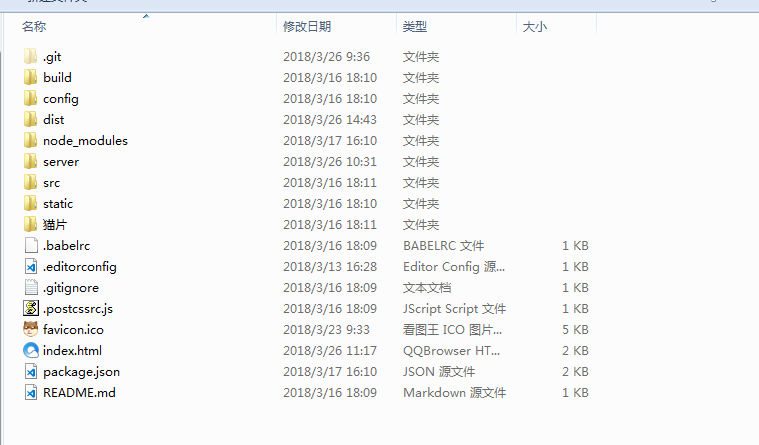 名称 修改日期 类型 大小
.git 2018/3/26 9:36 文件夹
build 2018/3/16 18:10 文件夹
config 2018/3/16 18:10 文件夹
dist 2018/3/26 14:43 文件夹
node_modules 2018/3/17 16:10 文件夹
server 2018/3/26 10:31 文件夹
src 2018/3/16 18:11 文件夹
static 2018/3/16 18:10 文件夹
猫片 2018/3/16 18:11 文件夹
.babelrc 2018/3/16 18:09 BABELRC 文件 1 KB
.editorconfig 2018/3/13 16:28 Editor Config 源... 1 KB
.gitignore 2018/3/16 18:09 文本文档 1 KB
.postcssrc.js 2018/3/16 18:09 JScript Script 文件 1 KB
favicon.ico 2018/3/23 9:33 看图王 ICO 图片... 5 KB
index.html 2018/3/26 11:17 QQBrowser HT... 2 KB
package.json 2018/3/17 16:10 JSON 源文件 2 KB
README.md 2018/3/16 18:09 Markdown 源文件 1 KB